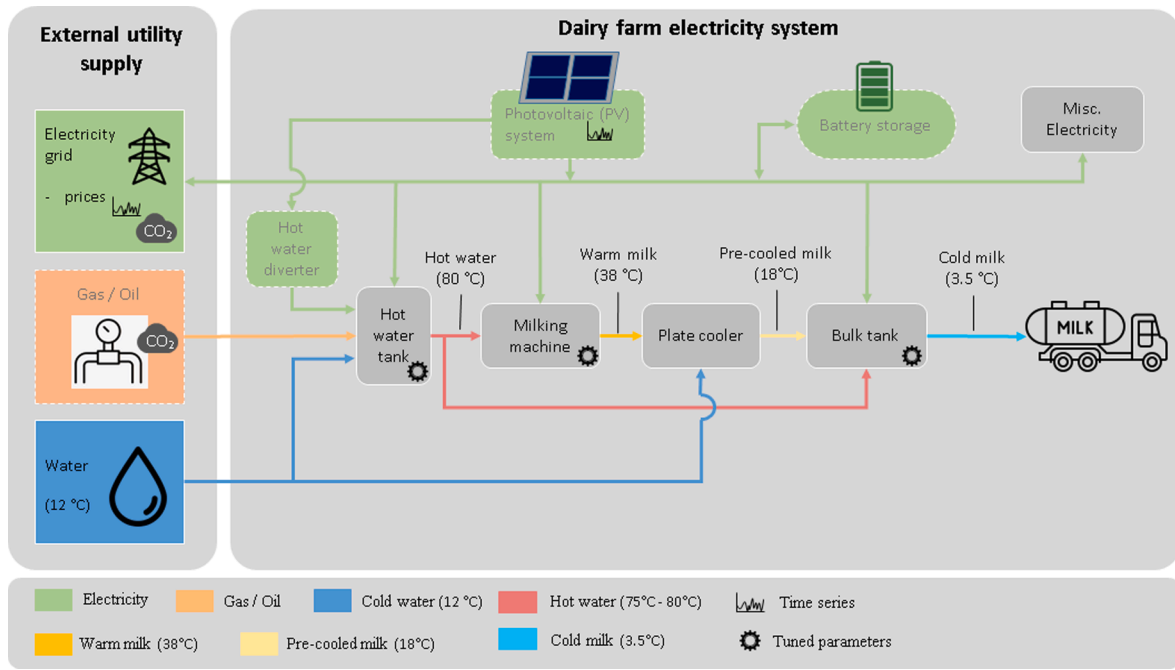 External utility
supply
Dairy farm electricity system
Electricity
grid
- prices
CO2
Photovoltaic (PV)
system
Battery storage
Misc.
Electricity
Hot
water
diverter
Gas / Oil
CO2
Hot water
(80 °C)
Warm milk
(38 °C)
Pre-cooled milk
(18°C)
Cold milk
(3.5 °C)
Hot
water
tank
Milking
machine
Plate cooler
Bulk tank
MILK
Water
(12 °C)
Electricity
Gas / Oil
Cold water (12 °C)
Hot water (75°C - 80°C)
Time series
Warm milk (38°C)
Pre-cooled milk (18°C)
Cold milk (3.5°C)
Tuned parameters